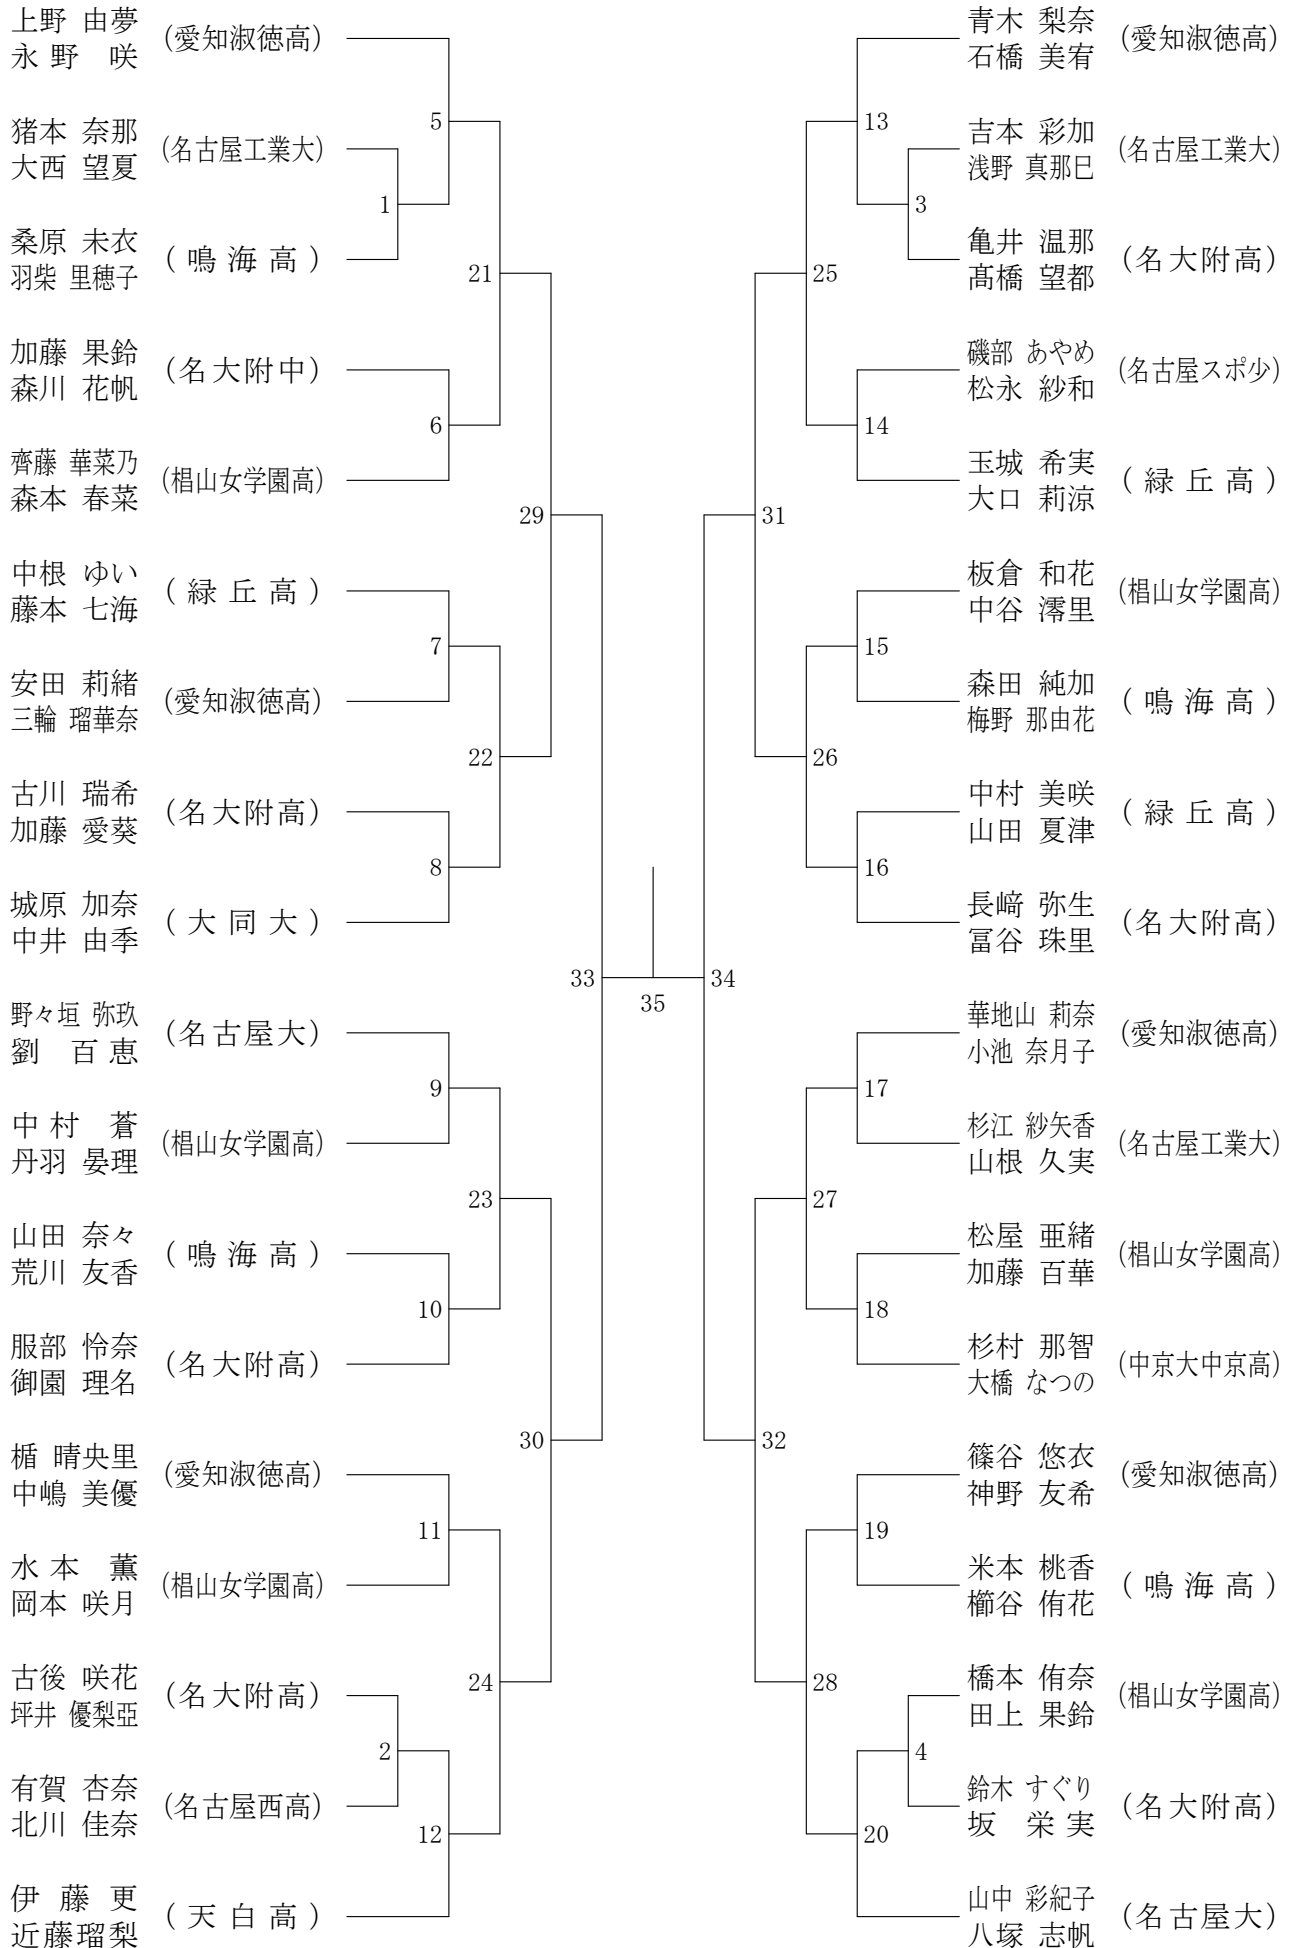 上野 由夢
永野 咲
(愛知淑徳高)
猪本 奈那
大西 望夏
(名古屋工業大)
桑原 未衣
羽柴 里穂子
(鳴海高)
加藤 果鈴
森川 花帆
(名大附中)
齊藤 華菜乃
森本 春菜
(椙山女学園高)
中根 ゆい
藤本 七海
(緑丘高)
安田 莉緒
三輪 瑠華奈
(愛知淑徳高)
古川 瑞希
加藤 愛葵
(名大附高)
城原 加奈
中井 由季
(大同大)
野々垣 弥玖
劉 百恵
(名古屋大)
中村 蒼
丹羽 晏理
(椙山女学園高)
山田 奈々
荒川 友香
(鳴海高)
服部 怜奈
御園 理名
(名大附高)
楯 晴央里
中嶋 美優
(愛知淑徳高)
水本 薫
岡本 咲月
(椙山女学園高)
古後 咲花
坪井 優梨亞
(名大附高)
有賀 杏奈
北川 佳奈
(名古屋西高)
伊藤 更
近藤瑠梨
(天白高)
5
1
21
6
29
7
22
8
33
9
23
10
30
11
24
2
12
35
13
3
25
14
31
15
26
16
34
17
27
18
32
19
28
4
20
青木 梨奈
石橋 美宥
(愛知淑徳高)
吉本 彩加
浅野 真那巳
(名古屋工業大)
亀井 温那
髙橋 望都
(名大附高)
磯部 あやめ
松永 紗和
(名古屋スポ少)
玉城 希実
大口 莉涼
(緑丘高)
板倉 和花
中谷 澪里
(椙山女学園高)
森田 純加
梅野 那由花
(鳴海高)
中村 美咲
山田 夏津
(緑丘高)
長﨑 弥生
冨谷 珠里
(名大附高)
華地山 莉奈
小池 奈月子
(愛知淑徳高)
杉江 紗矢香
山根 久実
(名古屋工業大)
松屋 亜緒
加藤 百華
(椙山女学園高)
杉村 那智
大橋 なつの
(中京大中京高)
篠谷 悠衣
神野 友希
(愛知淑徳高)
米本 桃香
櫛谷 侑花
(鳴海高)
橋本 侑奈
田上 果鈴
(椙山女学園高)
鈴木 すぐり
坂 栄実
(名大附高)
山中 彩紀子
八塚 志帆
(名古屋大)